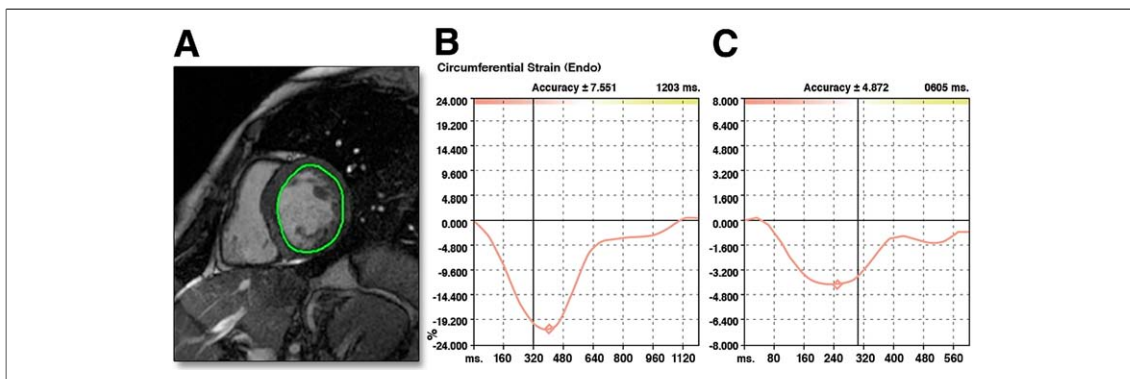 A
B
C
Circumferential Strain (Endo)
Accuracy ± 7.551 1203 ms.
24.000
19.200
14.400
9.600
4.800
0.000
-4.800
-9.600
-14.400
-19.200
%
-24.000
ms. 160 320 480 640 800 960 1120
Accuracy ± 4.872 0605 ms.
8.000
6.400
4.800
3.200
1.600
0.000
-1.600
-3.200
-4.800
-6.400
-8.000
ms. 80 160 240 320 400 480 560